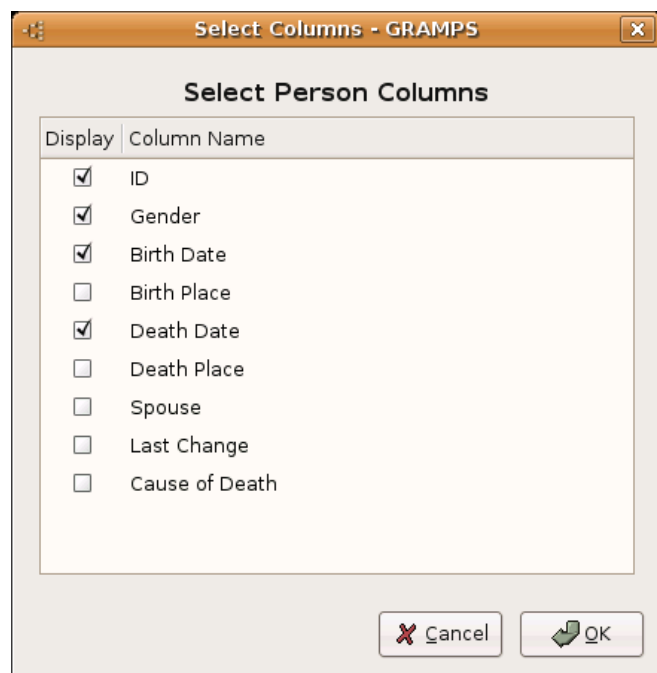 Select Columns - GRAMPS
Select Person Columns
Display Column Name
ID
Gender
Birth Date
Birth Place
Death Date
Death Place
Spouse
Last Change
Cause of Death
Cancel OK